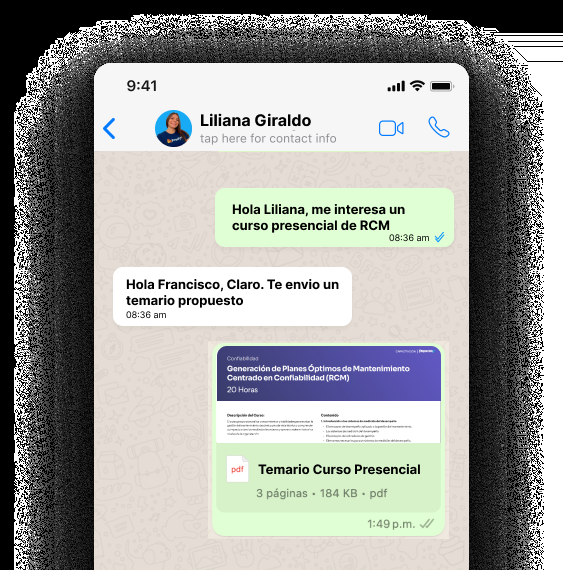 9:41
Liliana Giraldo
tap here for contact info
Hola Liliana, me interesa un
curso presencial de RCM
08:36 am
Hola Francisco, Claro. Te envio un
temario propuesto
08:36 am
Confiabilidad
Generación de Planes Óptimos de Mantenimiento
Centrado en Confiabilidad (RCM)
20 Horas
Descripción del Curso:
Contenido
pdf
Temario Curso Presencial
3 páginas • 184 KB • pdf
1:49 p.m.